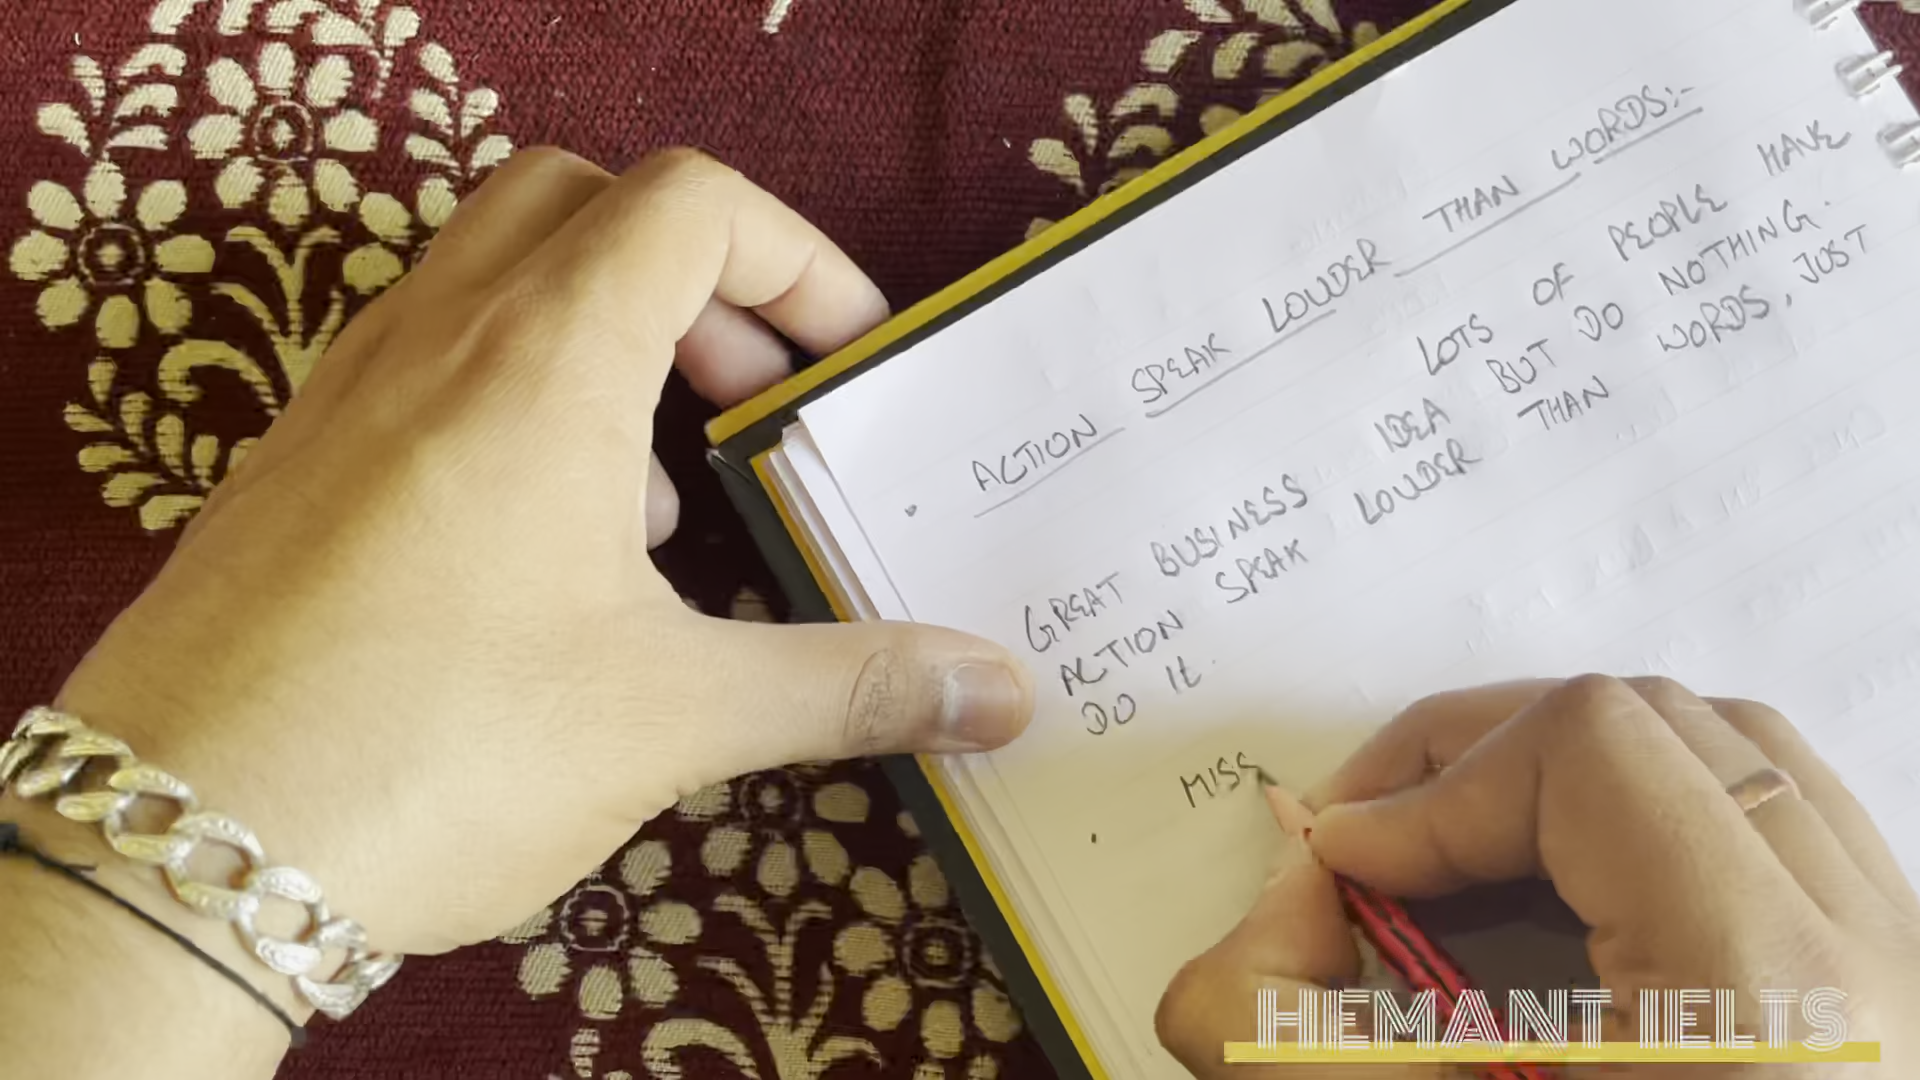 ACTION SPEAK LOUDER THAN WORDS:-
LOTS OF PEOPLE HAVE
GREAT BUSINESS IDEA BUT DO NOTHING.
ACTION SPEAK LOUDER THAN WORDS, JUST
DO It.
MISS
HEMANT IELTS